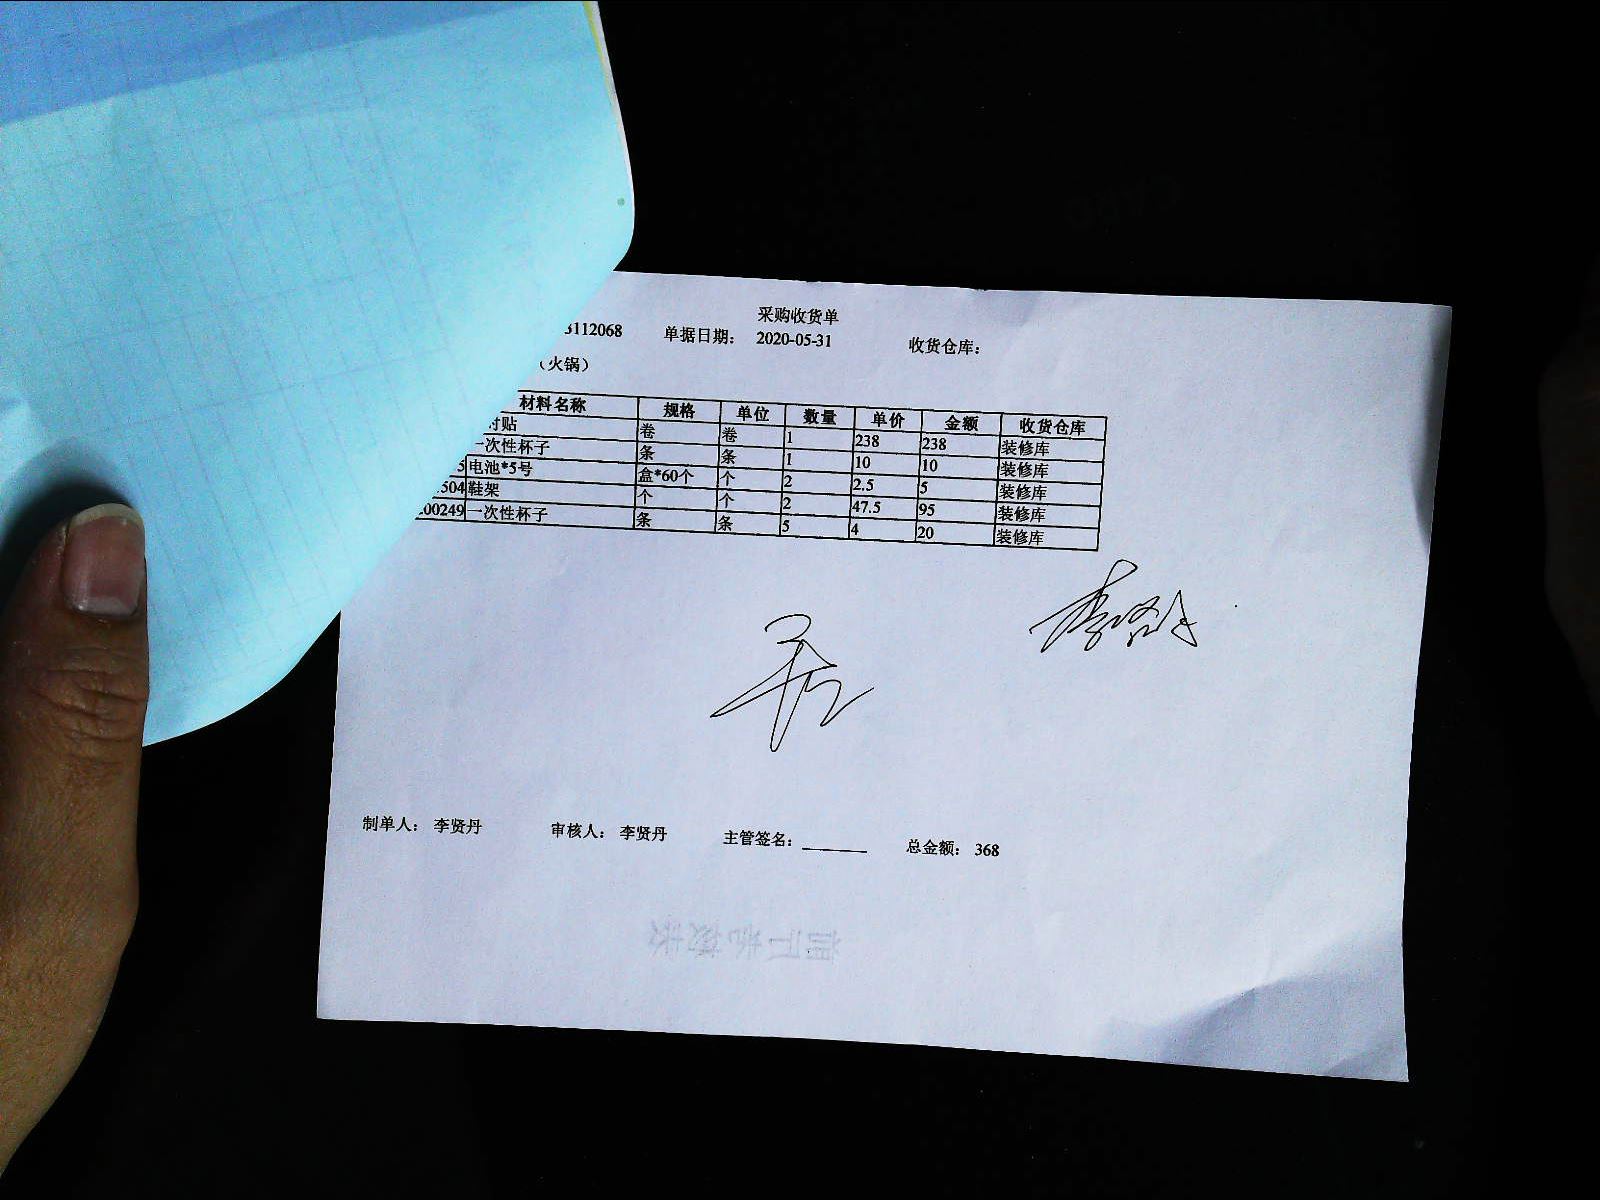 采购收货单
3112068 单据日期: 2020-05-31 收货仓库:
(火锅)
材料名称 规格 单位 数量 单价 金额 收货仓库
贴 卷 卷 1 238 238 装修库
一次性杯子 条 条 1 10 10 装修库
5 电池*5号 盒*60个 个 2 2.5 5 装修库
504 鞋架 个 个 2 47.5 95 装修库
00249 一次性杯子 条 条 5 4 20 装修库
制单人: 李贤丹 审核人: 李贤丹 主管签名: 总金额: 368